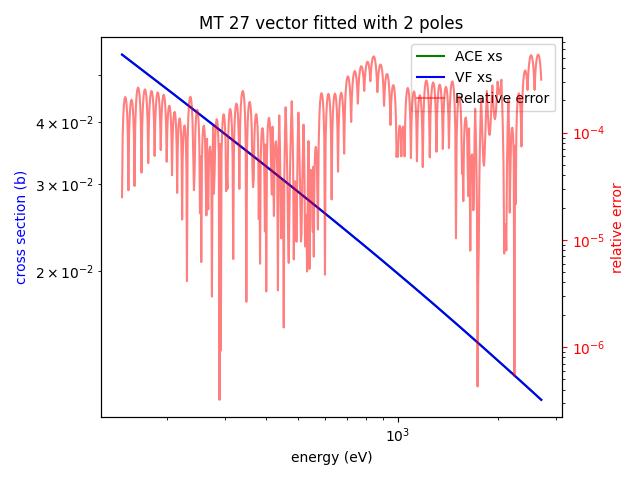 MT 27 vector fitted with 2 poles
ACE xs
VF xs
Relative error
4 × 10⁻²
3 × 10⁻²
2 × 10⁻²
cross section (b)
10⁻⁴
10⁻⁵
10⁻⁶
relative error
10³
energy (eV)